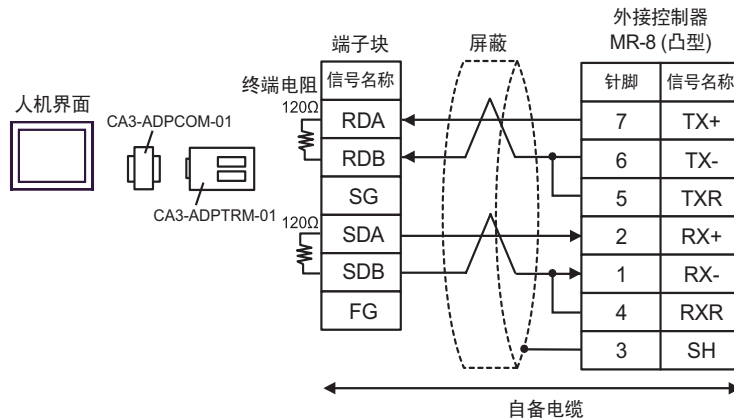 外接控制器
MR-8 (凸型)
端子块
屏蔽
终端电阻
信号名称
针脚
信号名称
人机界面
CA3-ADPCOM-01
CA3-ADPTRM-01
120Ω
RDA
7
TX+
RDB
6
TX-
SG
5
TXR
120Ω
SDA
2
RX+
SDB
1
RX-
FG
4
RXR
3
SH
自备电缆